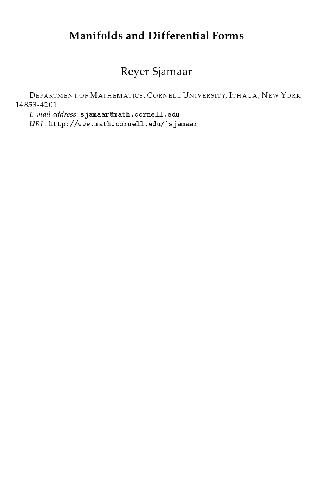 Manifolds and Differential Forms
Reyer Sjamaar
DEPARTMENT OF MATHEMATICS, CORNELL UNIVERSITY, ITHACA, NEW YORK
14853-4201
E-mail address: sjamaar@math.cornell.edu
URL: http://www.math.cornell.edu/~sjamaar